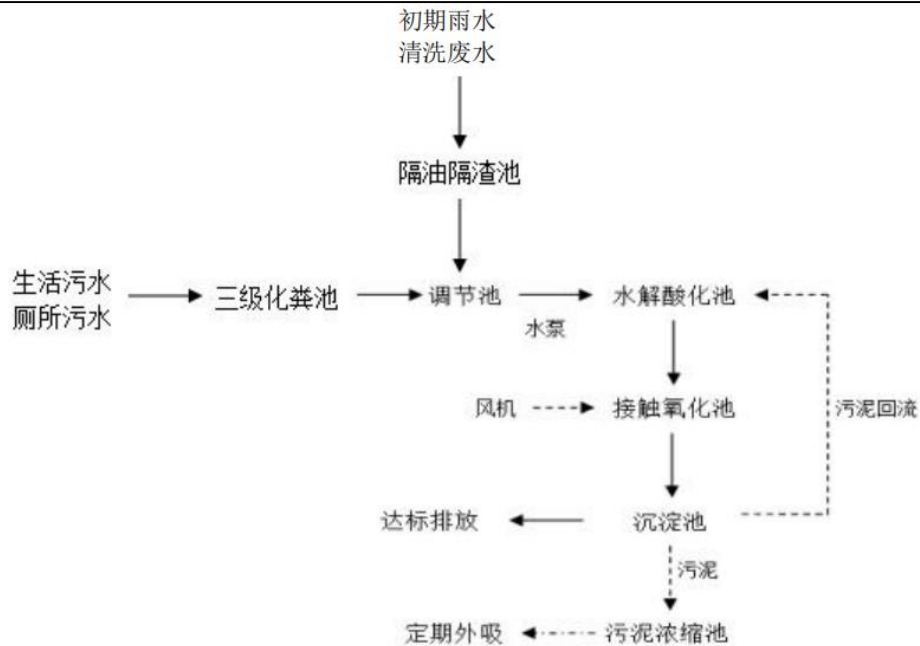 初期雨水
清洗废水
隔油隔渣池
生活污水
厕所污水
三级化粪池
调节池
水解酸化池
水泵
风机
接触氧化池
污泥回流
达标排放
沉淀池
污泥
定期外吸
污泥浓缩池